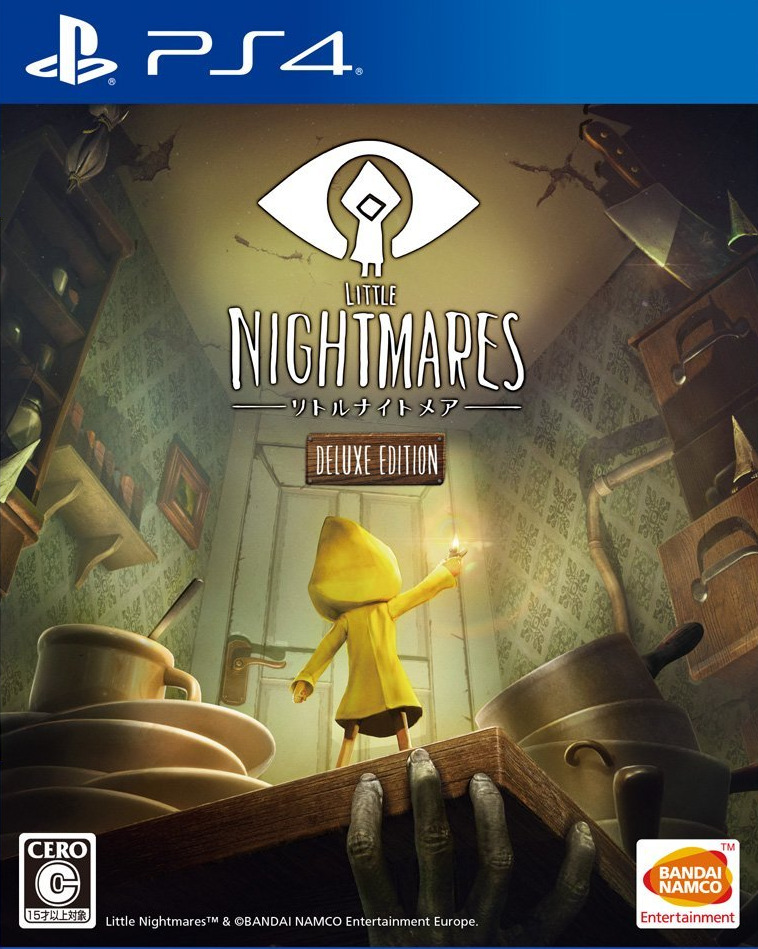 PS4®
LITTLE
NIGHTMARES
リトルナイトメア
DELUXE EDITION
CERO
C
15才以上対象
Little Nightmares™ & ©BANDAI NAMCO Entertainment Europe.
BANDAI
NAMCO
Entertainment
TM